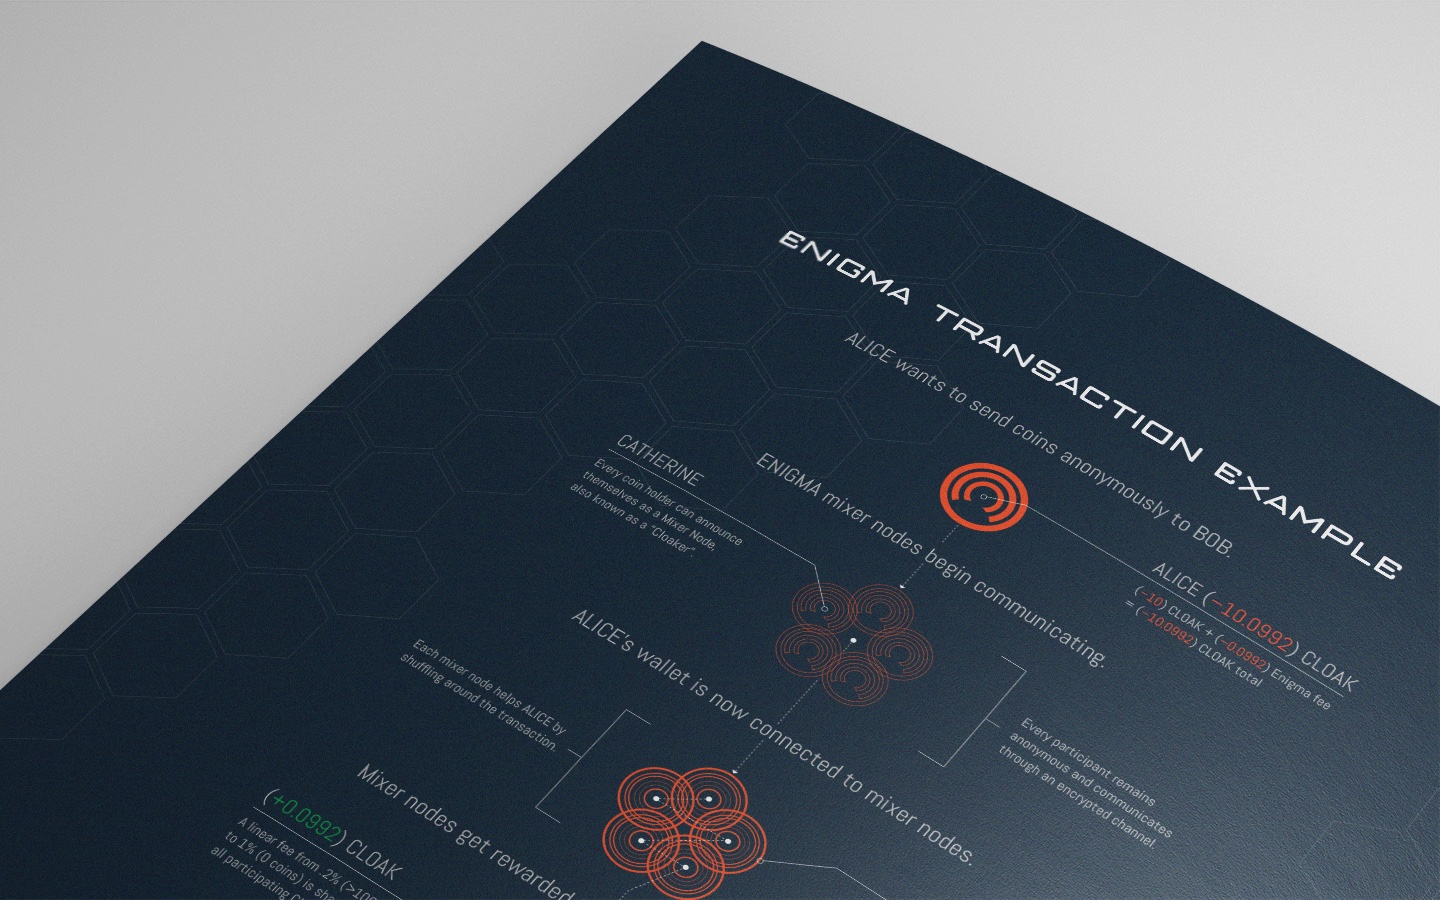 ENIGMA TRANSACTION EXAMPLE
ALICE wants to send coins anonymously to BOB.
ALICE (-10.0992) CLOAK
(-10) CLOAK + (-0.0992) Enigma fee
= (-10.0992) CLOAK total
ENIGMA mixer nodes begin communicating.
CATHERINE
Every coin holder can announce
themselves as a Mixer Node,
also known as a "Cloaker"
Every participant remains
anonymous and communicates
through an encrypted channel.
ALICE's wallet is now connected to mixer nodes.
Each mixer node helps ALICE by
shuffling around the transaction.
Mixer nodes get rewarded
(+0.0992) CLOAK
A linear fee from .2% (>100
to 1% (0 coins) is sha
all participating